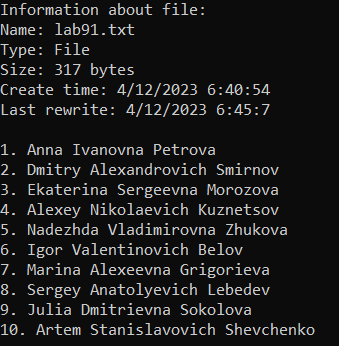 Information about file:
Name: lab91.txt
Type: File
Size: 317 bytes
Create time: 4/12/2023 6:40:54
Last rewrite: 4/12/2023 6:45:7
1. Anna Ivanovna Petrova
2. Dmitry Alexandrovich Smirnov
3. Ekaterina Sergeevna Morozova
4. Alexey Nikolaevich Kuznetsov
5. Nadezhda Vladimirovna Zhukova
6. Igor Valentinovich Belov
7. Marina Alexeevna Grigorieva
8. Sergey Anatolyevich Lebedev
9. Julia Dmitrievna Sokolova
10. Artem Stanislavovich Shevchenko